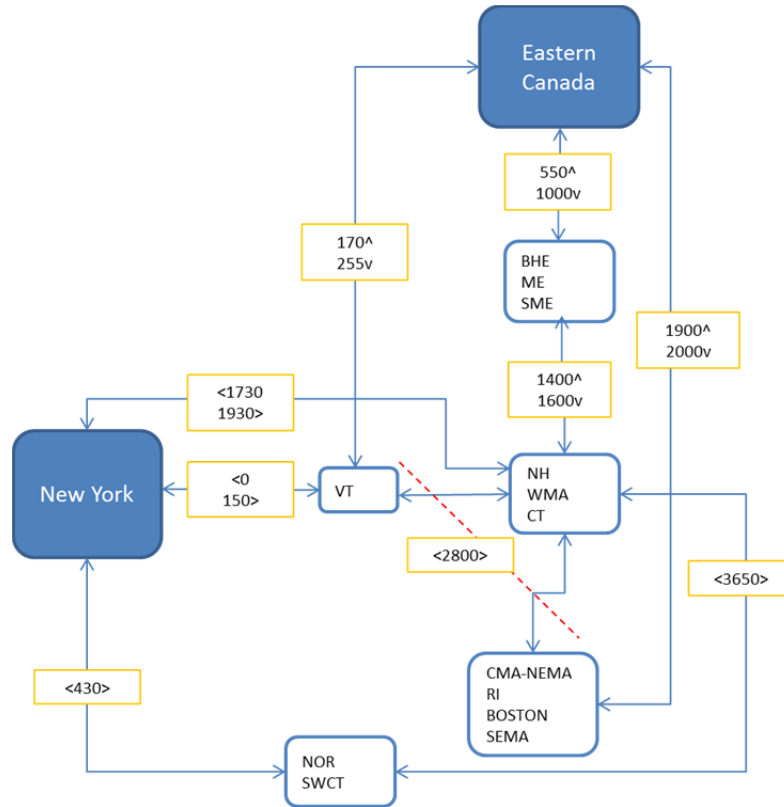 Eastern
Canada
550^
1000v
170^
255v
BHE
ME
SME
1900^
2000v
1400^
1600v
<1730
1930>
New York
<0
150>
VT
NH
WMA
CT
<2800>
<3650>
CMA-NEMA
RI
BOSTON
SEMA
<430>
NOR
SWCT